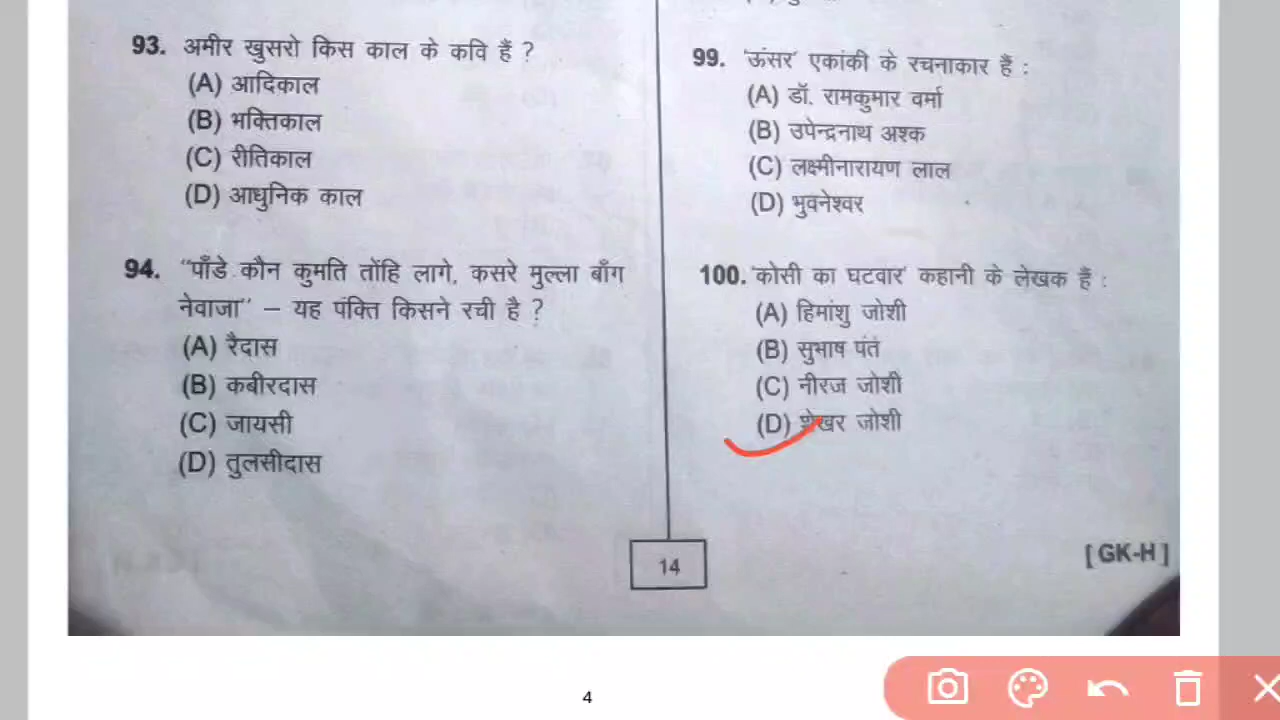 93. अमीर खुसरो किस काल के कवि हैं ?
(A) आदिकाल
(B) भक्तिकाल
(C) रीतिकाल
(D) आधुनिक काल
94. “पाँडे कौन कुमति तोंहि लागे, कसरे मुल्ला बाँग
नेवाजा” – यह पंक्ति किसने रची है ?
(A) रैदास
(B) कबीरदास
(C) जायसी
(D) तुलसीदास
99. ‘ऊंसर’ एकांकी के रचनाकार हैं :
(A) डॉ. रामकुमार वर्मा
(B) उपेन्द्रनाथ अश्क
(C) लक्ष्मीनारायण लाल
(D) भुवनेश्वर
100. ‘कोसी का घटवार’ कहानी के लेखक हैं :
(A) हिमांशु जोशी
(B) सुभाष पंत
(C) नीरज जोशी
(D) शेखर जोशी
14
[ GK-H ]
4